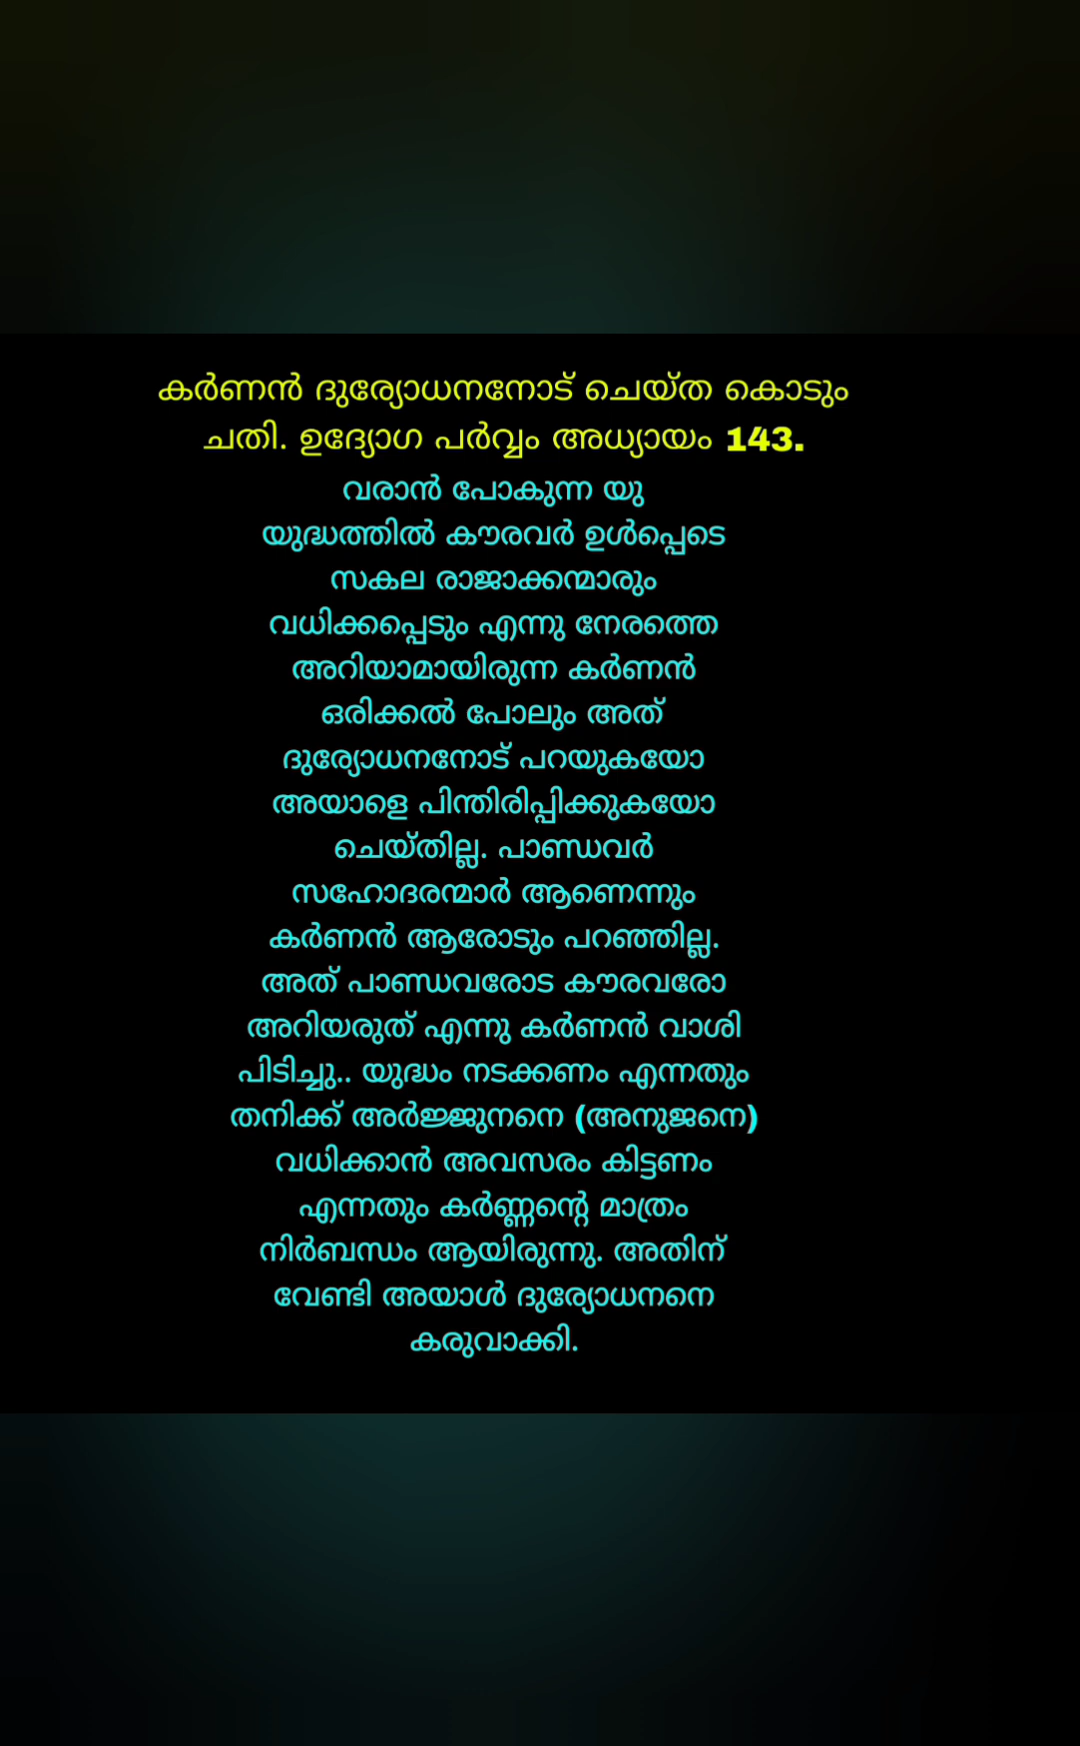 കർണൻ ദുര്യോധനനോട് ചെയ്ത കൊടും
ചതി. ഉദ്യോഗ പർവ്വം അധ്യായം 143.
വരാൻ പോകുന്ന യു
യുദ്ധത്തിൽ കൗരവർ ഉൾപ്പെടെ
സകല രാജാക്കന്മാരും
വധിക്കപ്പെടും എന്നു നേരത്തെ
അറിയാമായിരുന്ന കർണൻ
ഒരിക്കൽ പോലും അത്
ദുര്യോധനനോട് പറയുകയോ
അയാളെ പിന്തിരിപ്പിക്കുകയോ
ചെയ്തില്ല. പാണ്ഡവർ
സഹോദരന്മാർ ആണെന്നും
കർണൻ ആരോടും പറഞ്ഞില്ല.
അത് പാണ്ഡവരോട കൗരവരോ
അറിയരുത് എന്നു കർണൻ വാശി
പിടിച്ചു.. യുദ്ധം നടക്കണം എന്നതും
തനിക്ക് അർജ്ജുനനെ (അനുജനെ)
വധിക്കാൻ അവസരം കിട്ടണം
എന്നതും കർണ്ണന്റെ മാത്രം
നിർബന്ധം ആയിരുന്നു. അതിന്
വേണ്ടി അയാൾ ദുര്യോധനനെ
കരുവാക്കി.